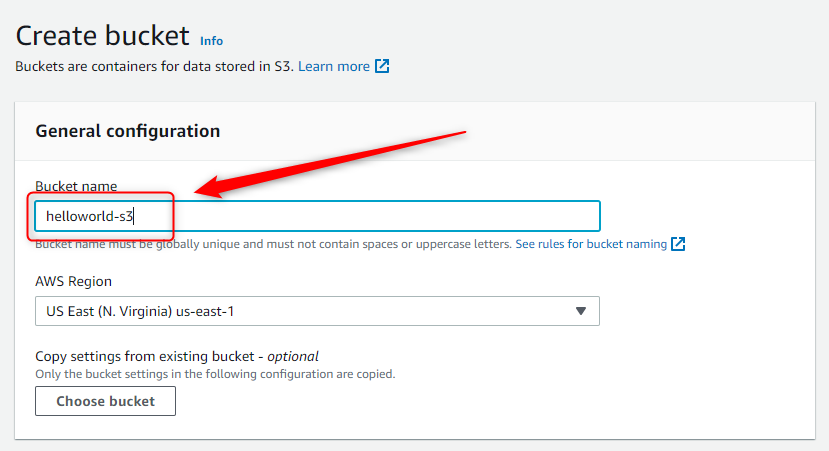 Create bucket Info
Buckets are containers for data stored in S3. Learn more
General configuration
Bucket name
helloworld-s3
Bucket name must be globally unique and must not contain spaces or uppercase letters. See rules for bucket naming
AWS Region
US East (N. Virginia) us-east-1
Copy settings from existing bucket - optional
Only the bucket settings in the following configuration are copied.
Choose bucket